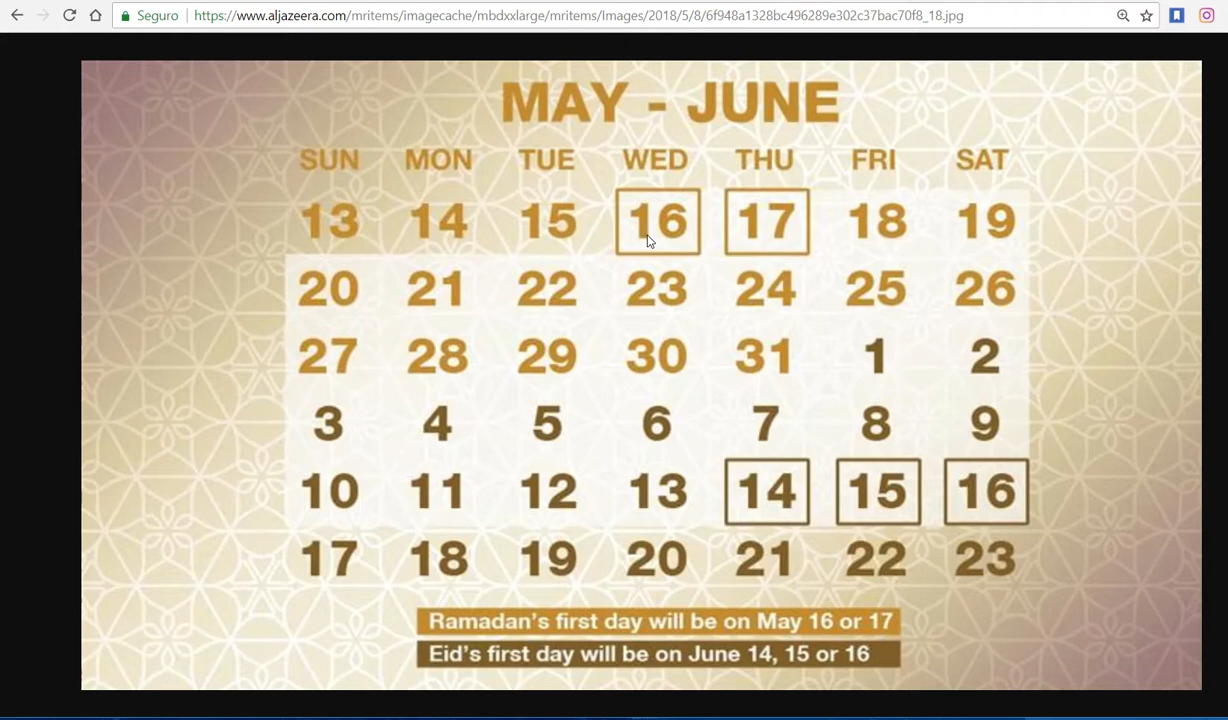 Seguro https://www.aljazeera.com/mritems/imagecache/mbdxxlarge/mritems/Images/2018/5/8/6f948a1328bc496289e302c37bac70f8_18.jpg
MAY - JUNE
SUN MON TUE WED THU FRI SAT
13 14 15 16 17 18 19
20 21 22 23 24 25 26
27 28 29 30 31 1 2
3 4 5 6 7 8 9
10 11 12 13 14 15 16
17 18 19 20 21 22 23
Ramadan's first day will be on May 16 or 17
Eid's first day will be on June 14, 15 or 16